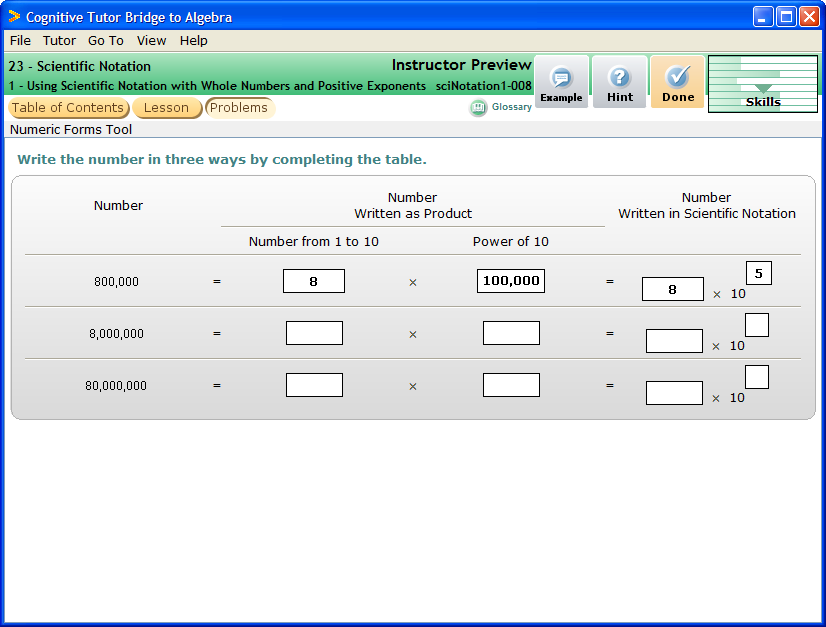 Cognitive Tutor Bridge to Algebra
File Tutor Go To View Help
23 - Scientific Notation
Instructor Preview
1 - Using Scientific Notation with Whole Numbers and Positive Exponents sciNotation1-008
Example
Hint
Done
Skills
Table of Contents Lesson Problems
Glossary
Numeric Forms Tool
Write the number in three ways by completing the table.
Number
Number
Written as Product
Number
Written in Scientific Notation
Number from 1 to 10
Power of 10
800,000 = 8 × 100,000 = 8 × 10 5
8,000,000 = × = × 10
80,000,000 = × = × 10